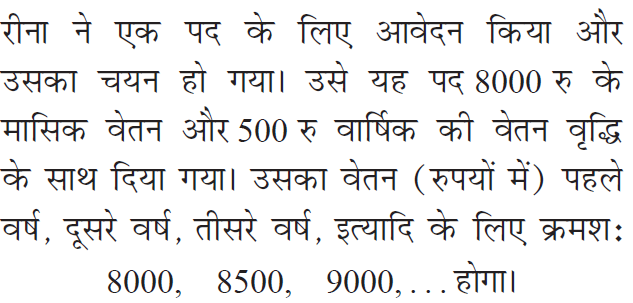 रीना ने एक पद के लिए आवेदन किया और
उसका चयन हो गया। उसे यह पद 8000 रु के
मासिक वेतन और 500 रु वार्षिक की वेतन वृद्धि
के साथ दिया गया। उसका वेतन (रुपयों में) पहले
वर्ष, दूसरे वर्ष, तीसरे वर्ष, इत्यादि के लिए क्रमश:
8000, 8500, 9000, . . . होगा।